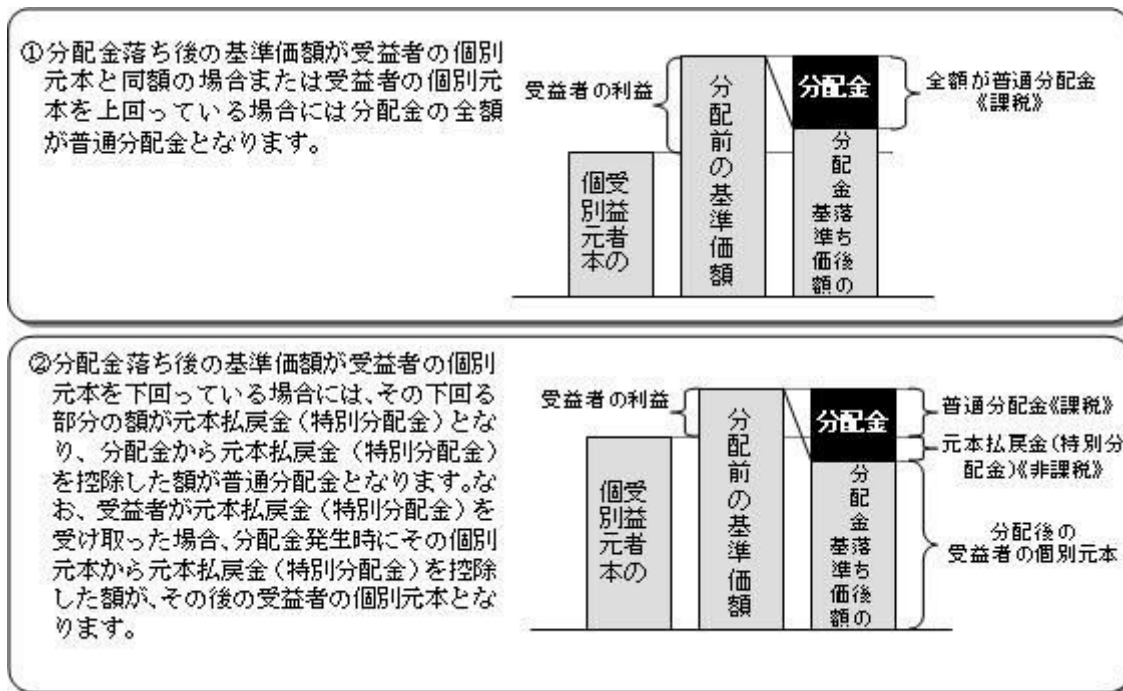 ①分配金落ち後の基準価額が受益者の個別
元本と同額の場合または受益者の個別元
本を上回っている場合には分配金の全額
が普通分配金となります。
受益者の利益
個別元本
受益者の
分配前の基準価額
分配金
分配金落ち後の
基準価額
全額が普通分配金
《課税》
②分配金落ち後の基準価額が受益者の個別
元本を下回っている場合には、その下回る
部分の額が元本払戻金（特別分配金）とな
り、分配金から元本払戻金（特別分配金）
を控除した額が普通分配金となります。な
お、受益者が元本払戻金（特別分配金）を
受け取った場合、分配金発生時にその個別
元本から元本払戻金（特別分配金）を控除
した額が、その後の受益者の個別元本とな
ります。
受益者の利益
受益者の
個別元本
分配前の基準価額
分配金
分配金落ち後の
基準価額
普通分配金《課税》
元本払戻金（特別分
配金）《非課税》
分配後の
受益者の個別元本